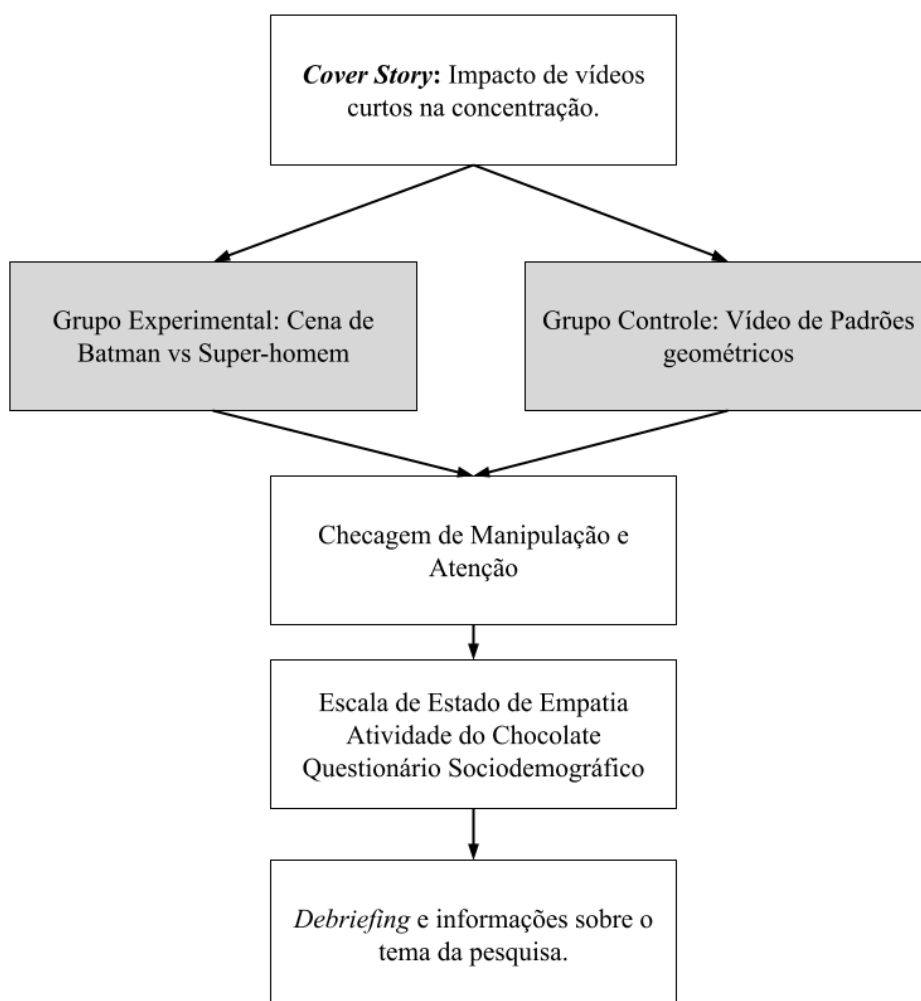 Cover Story: Impacto de vídeos
curtos na concentração.
Grupo Experimental: Cena de
Batman vs Super-homem
Grupo Controle: Vídeo de Padrões
geométricos
Checagem de Manipulação e
Atenção
Escala de Estado de Empatia
Atividade do Chocolate
Questionário Sociodemográfico
Debriefing e informações sobre o
tema da pesquisa.